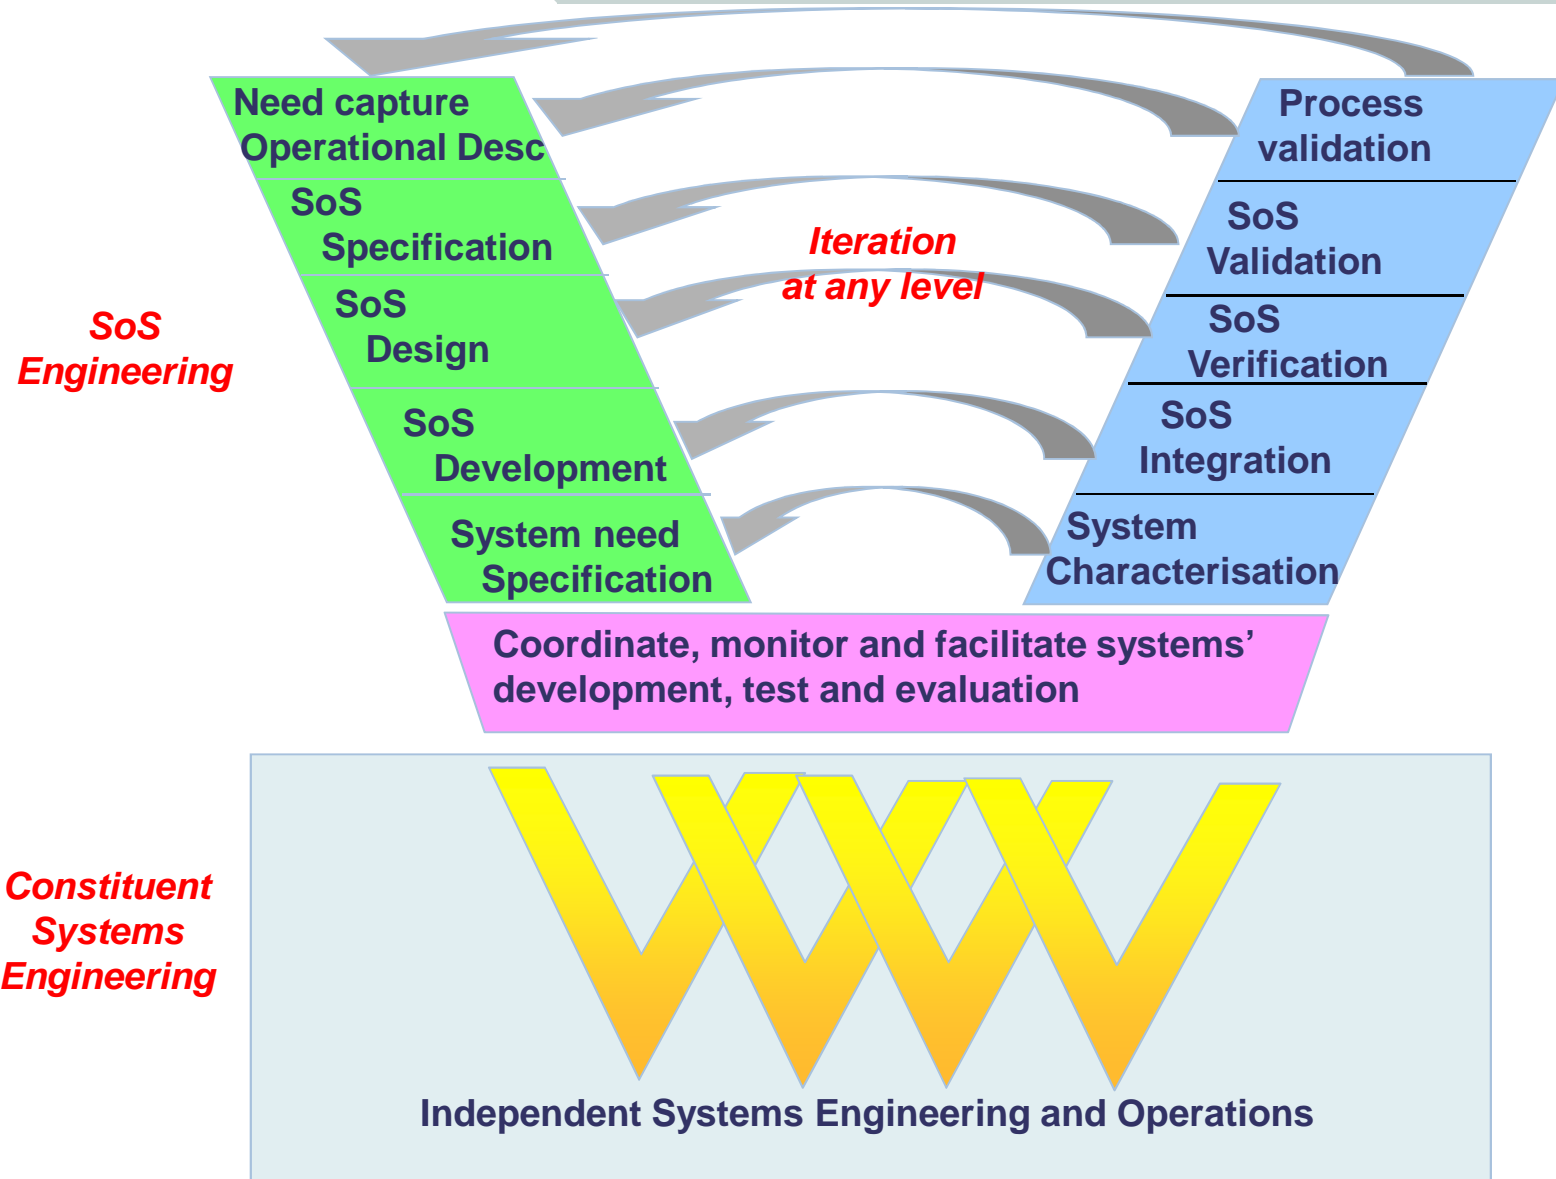 Need capture
Operational Desc
SoS
Specification
SoS
Design
SoS
Development
System need
Specification
Process
validation
SoS
Validation
SoS
Verification
SoS
Integration
System
Characterisation
Iteration
at any level
SoS
Engineering
Coordinate, monitor and facilitate systems’
development, test and evaluation
Constituent
Systems
Engineering
Independent Systems Engineering and Operations